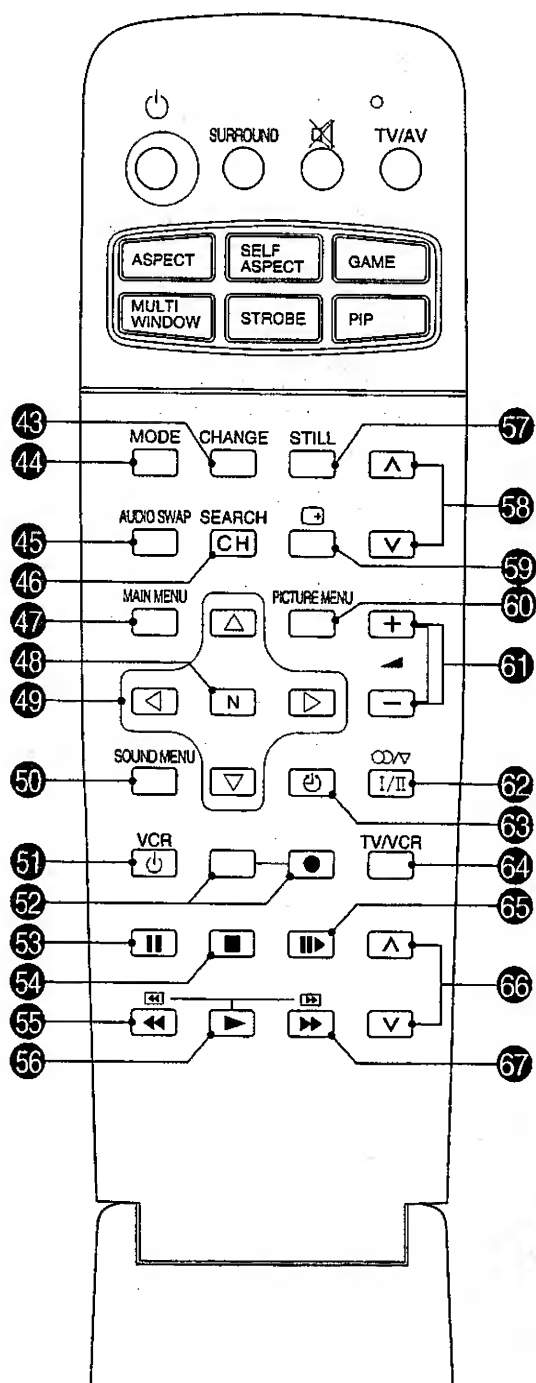 SURROUND TV/AV
ASPECT SELF ASPECT GAME
MULTI WINDOW STROBE PIP
43
MODE CHANGE STILL 57
44
58
AUDIO SWAP SEARCH
45 CH
46 59
MAIN MENU PICTURE MENU 60
47 +
48 61
49 N −
SOUND MENU
50 I/II 62
63
VCR TV/VCR
51 64
52 65
53
54 66
55
56 67